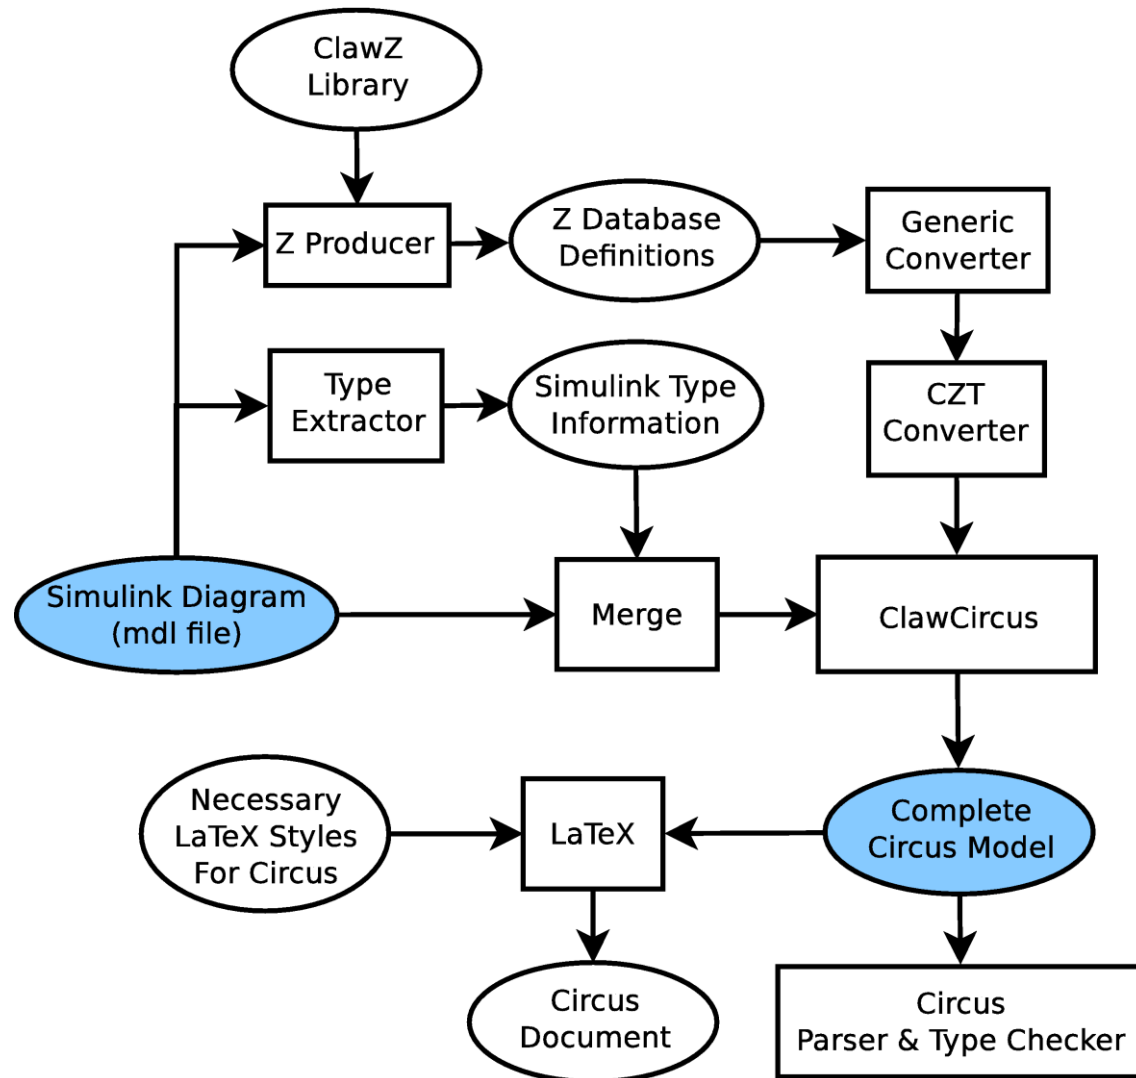 ClawZ
Library
Z Producer
Z Database
Definitions
Generic
Converter
Type
Extractor
Simulink Type
Information
CZT
Converter
Simulink Diagram
(mdl file)
Merge
ClawCircus
Necessary
LaTeX Styles
For Circus
LaTeX
Complete
Circus Model
Circus
Document
Circus
Parser & Type Checker